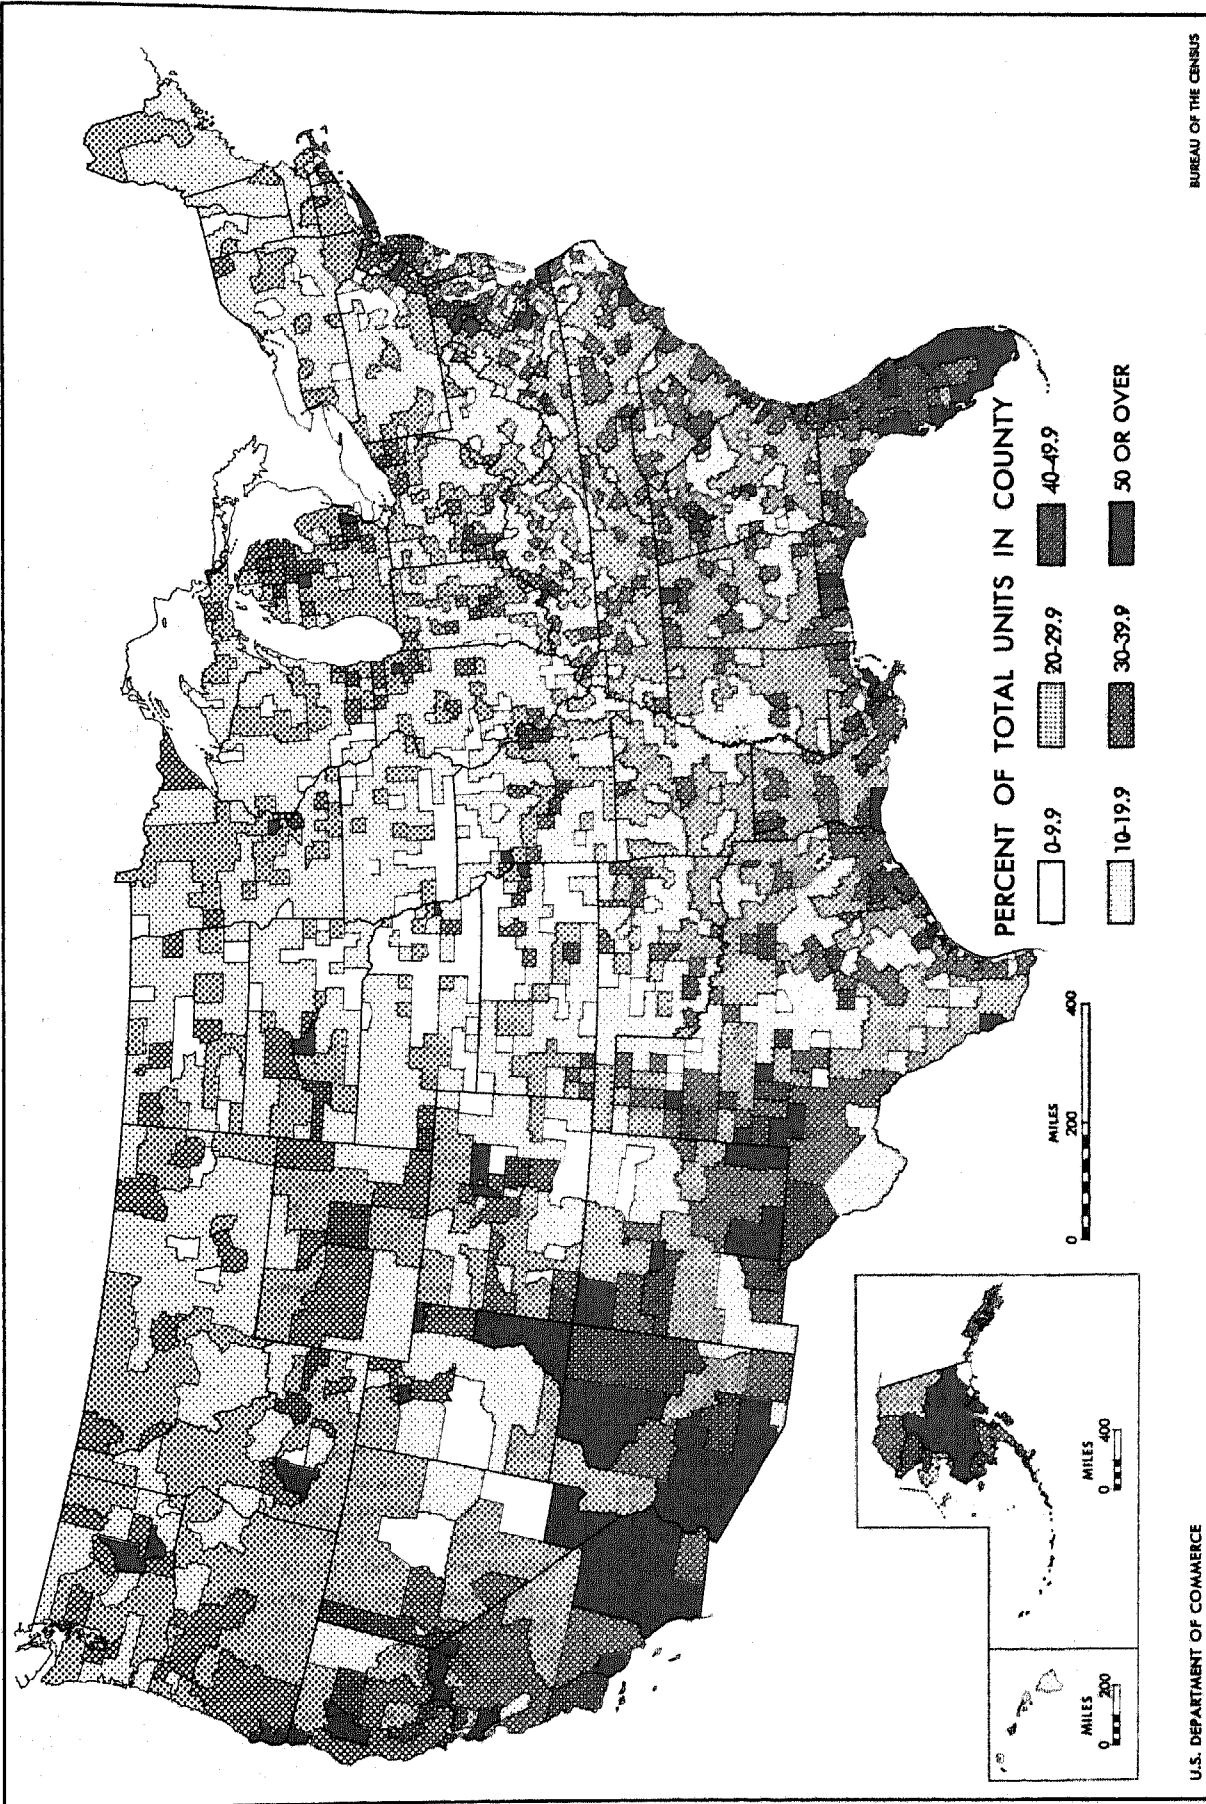 PERCENT OF TOTAL UNITS IN COUNTY
0-9.9
20-29.9
40-49.9
10-19.9
30-39.9
50 OR OVER
MILES
0 200 400
MILES
0 400
MILES
0 200
U.S. DEPARTMENT OF COMMERCE
BUREAU OF THE CENSUS